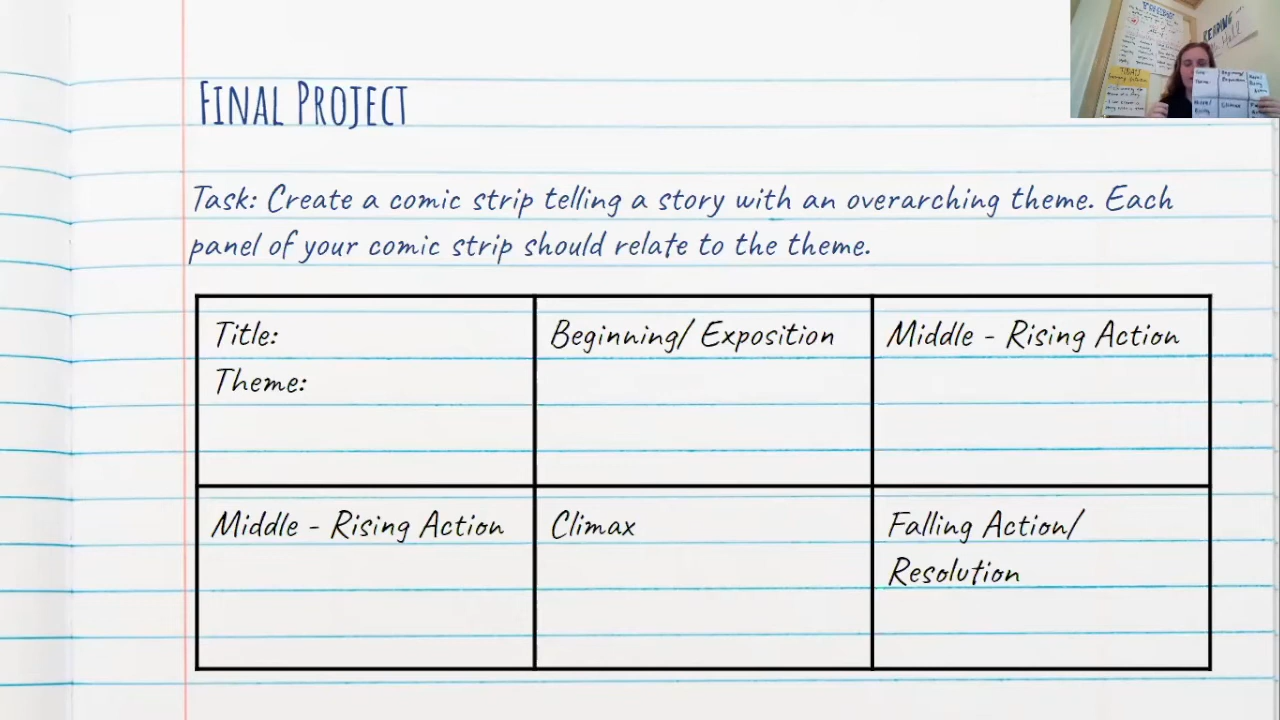 FINAL PROJECT
Task: Create a comic strip telling a story with an overarching theme. Each
panel of your comic strip should relate to the theme.
Title:
Theme:
Beginning/ Exposition
Middle - Rising Action
Middle - Rising Action
Climax
Falling Action/
Resolution